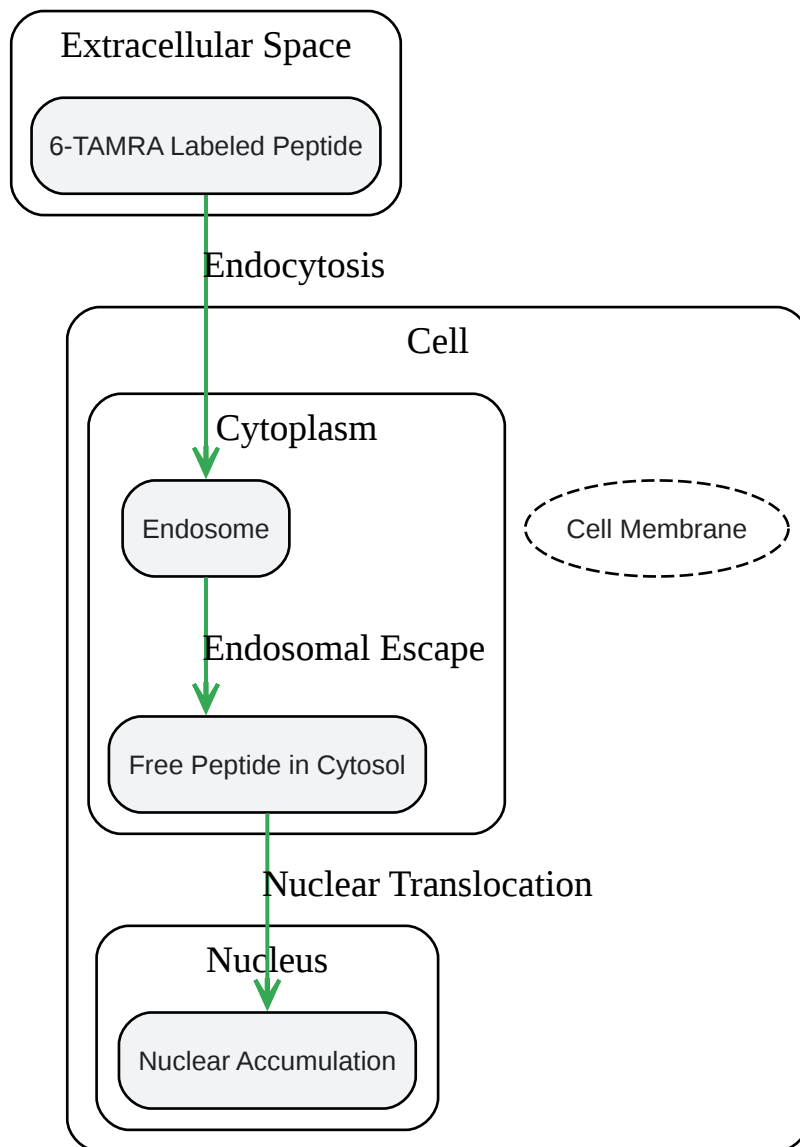 Extracellular Space
6-TAMRA Labeled Peptide
Endocytosis
Cell
Cytoplasm
Endosome
Cell Membrane
Endosomal Escape
Free Peptide in Cytosol
Nuclear Translocation
Nucleus
Nuclear Accumulation